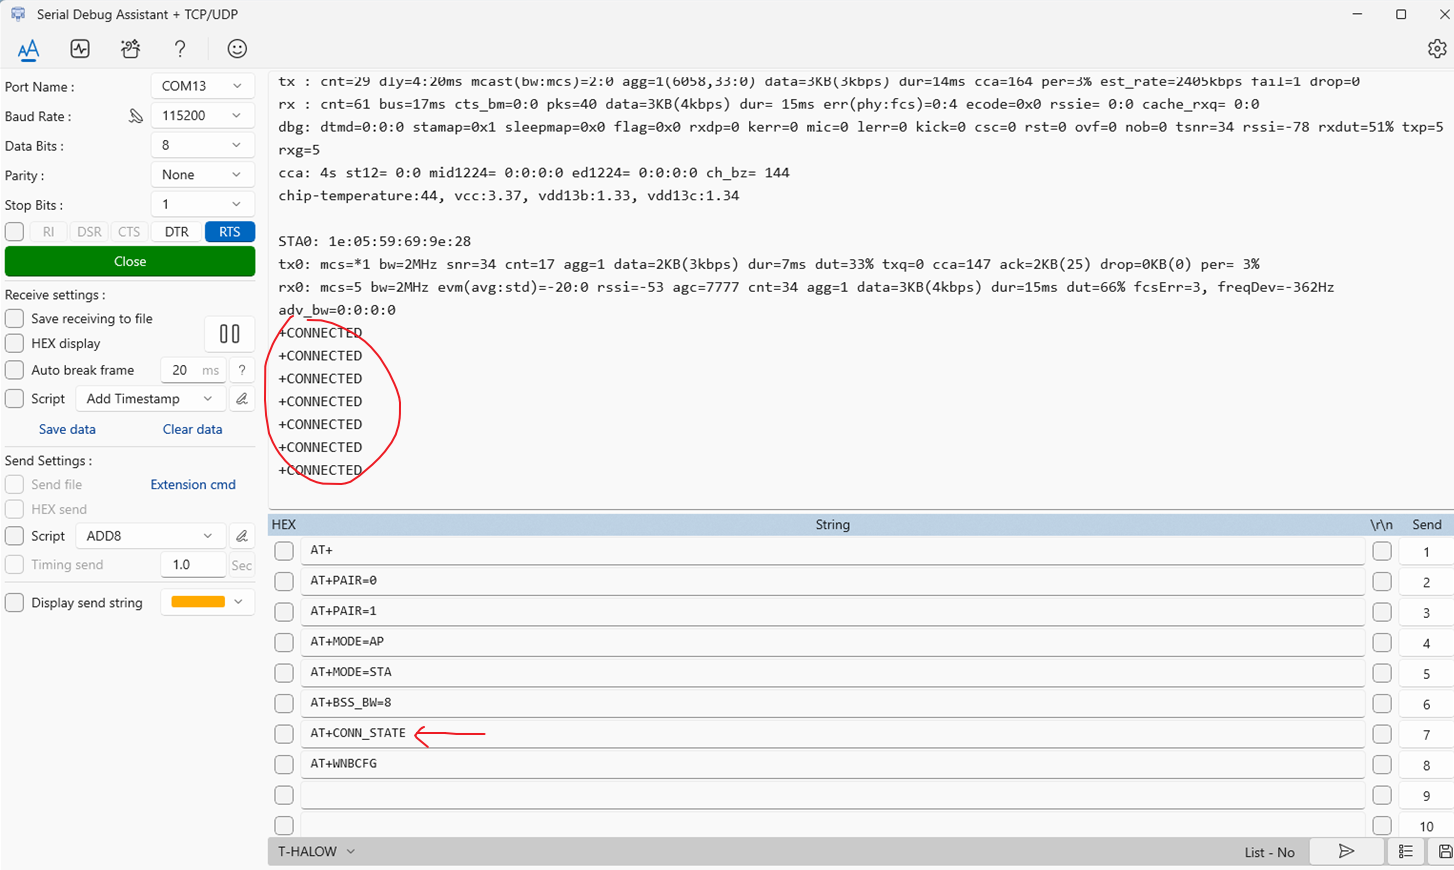 Serial Debug Assistant + TCP/UDP
Port Name :
COM13
Baud Rate :
115200
Data Bits :
8
Parity :
None
Stop Bits :
1
RI
DSR
CTS
DTR
RTS
Close
Receive settings :
Save receiving to file
HEX display
Auto break frame
20 ms
?
Script
Add Timestamp
Save data
Clear data
Send Settings :
Send file
Extension cmd
HEX send
Script
ADD8
Timing send
1.0
Sec
Display send string
tx : cnt=29 dly=4:20ms mcast(bw:mcs)=2:0 agg=1(6058,33:0) data=3KB(3kbps) dur=14ms cca=164 per=3% est_rate=2405kbps fail=1 drop=0
rx : cnt=61 bus=17ms cts_bm=0:0 pks=40 data=3KB(4kbps) dur= 15ms err(phy:fcs)=0:4 ecode=0x0 rssie= 0:0 cache_rxq= 0:0
dbg: dtmd=0:0:0 stamap=0x1 sleepmap=0x0 flag=0x0 rxdp=0 kerr=0 mic=0 lerr=0 kick=0 csc=0 rst=0 ovf=0 nob=0 tsnr=34 rssi=-78 rxdut=51% txp=5
rxg=5
cca: 4s st12= 0:0 mid1224= 0:0:0:0 ed1224= 0:0:0:0 ch_bz= 144
chip-temperature:44, vcc:3.37, vdd13b:1.33, vdd13c:1.34
STA0: 1e:05:59:69:9e:28
tx0: mcs=*1 bw=2MHz snr=34 cnt=17 agg=1 data=2KB(3kbps) dur=7ms dut=33% txq=0 cca=147 ack=2KB(25) drop=0KB(0) per= 3%
rx0: mcs=5 bw=2MHz evm(avg:std)=-20:0 rssi=-53 agc=7777 cnt=34 agg=1 data=3KB(4kbps) dur=15ms dut=66% fcsErr=3, freqDev=-362Hz
adv_bw=0:0:0:0
+CONNECTED
+CONNECTED
+CONNECTED
+CONNECTED
+CONNECTED
+CONNECTED
+CONNECTED
HEX String \r\n Send
AT+ 1
AT+PAIR=0 2
AT+PAIR=1 3
AT+MODE=AP 4
AT+MODE=STA 5
AT+BSS_BW=8 6
AT+CONN_STATE 7
AT+WNBCFG 8
9
10
T-HALOW
List - No